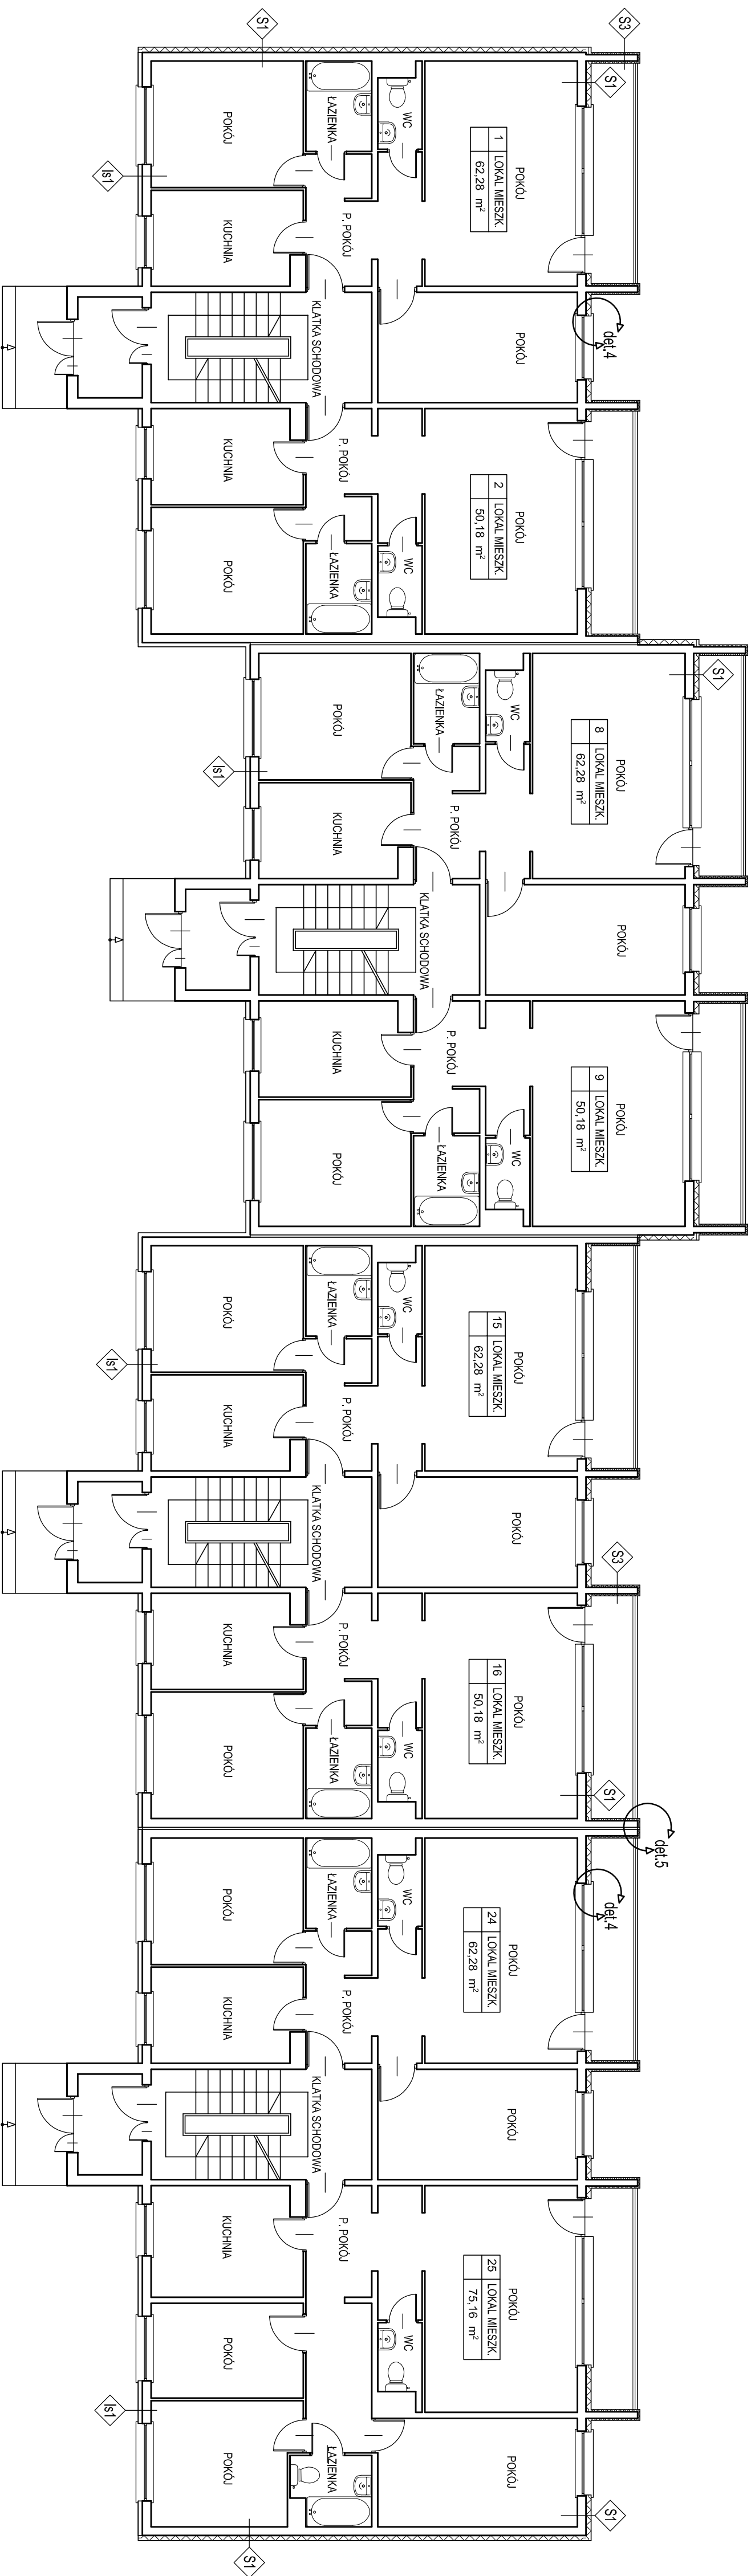 S1
S3
S1
POKÓJ
ŁAZIENKA
WC
POKÓJ
1 LOKAL MIESZK.
62,28 m²
Is1
KUCHNIA
P. POKÓJ
KLATKA SCHODOWA
POKÓJ
det.4
KUCHNIA
P. POKÓJ
POKÓJ
2 LOKAL MIESZK.
50,18 m²
POKÓJ
ŁAZIENKA
WC
S1
POKÓJ
ŁAZIENKA
WC
POKÓJ
8 LOKAL MIESZK.
62,28 m²
Is1
KUCHNIA
P. POKÓJ
KLATKA SCHODOWA
POKÓJ
KUCHNIA
P. POKÓJ
POKÓJ
9 LOKAL MIESZK.
50,18 m²
POKÓJ
ŁAZIENKA
WC
POKÓJ
ŁAZIENKA
WC
POKÓJ
15 LOKAL MIESZK.
62,28 m²
Is1
KUCHNIA
P. POKÓJ
KLATKA SCHODOWA
POKÓJ
S3
KUCHNIA
P. POKÓJ
POKÓJ
16 LOKAL MIESZK.
50,18 m²
POKÓJ
ŁAZIENKA
WC
S1
det.5
det.4
POKÓJ
ŁAZIENKA
WC
POKÓJ
24 LOKAL MIESZK.
62,28 m²
KUCHNIA
P. POKÓJ
KLATKA SCHODOWA
POKÓJ
KUCHNIA
P. POKÓJ
POKÓJ
25 LOKAL MIESZK.
75,16 m²
POKÓJ
WC
Is1
POKÓJ
ŁAZIENKA
POKÓJ
S1
S1